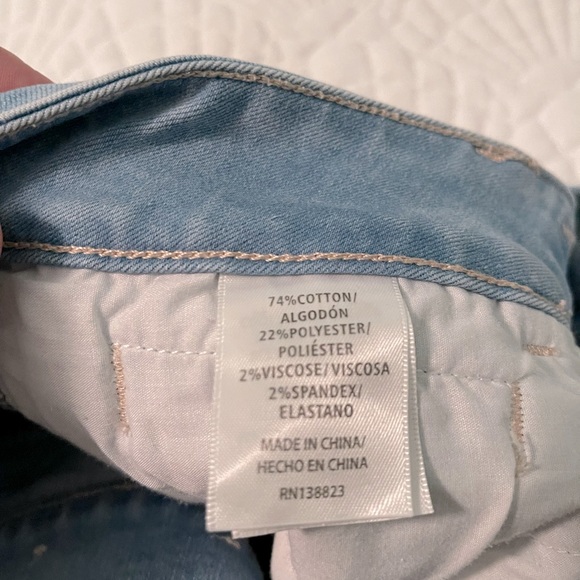 74%COTTON/
ALGODÓN
22%POLYESTER/
POLIÉSTER
2%VISCOSE/ VISCOSA
2%SPANDEX/
ELASTANO
MADE IN CHINA/
HECHO EN CHINA
RN138823